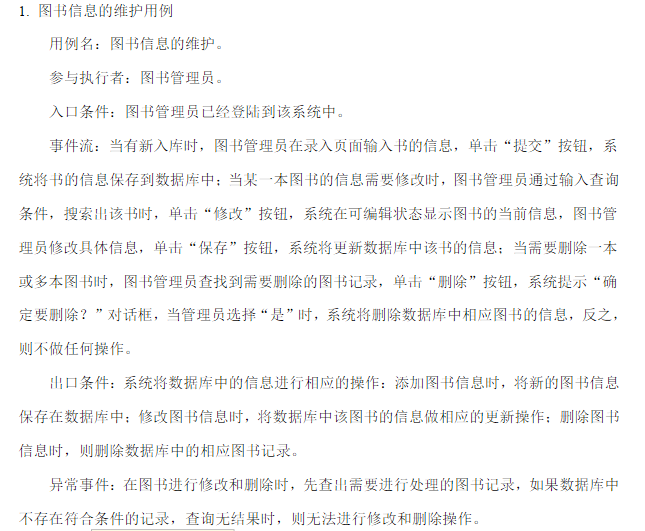 1. 图书信息的维护用例
用例名：图书信息的维护。
参与执行者：图书管理员。
入口条件：图书管理员已经登陆到该系统中。
事件流：当有新入库时，图书管理员在录入页面输入书的信息，单击“提交”按钮，系
统将书的信息保存到数据库中；当某一本图书的信息需要修改时，图书管理员通过输入查询
条件，搜索出该书时，单击“修改”按钮，系统在可编辑状态显示图书的当前信息，图书管
理员修改具体信息，单击“保存”按钮，系统将更新数据库中该书的信息；当需要删除一本
或多本图书时，图书管理员查找到需要删除的图书记录，单击“删除”按钮，系统提示“确
定要删除？”对话框，当管理员选择“是”时，系统将删除数据库中相应图书的信息，反之，
则不做任何操作。
出口条件：系统将数据库中的信息进行相应的操作：添加图书信息时，将新的图书信息
保存在数据库中；修改图书信息时，将数据库中该图书的信息做相应的更新操作；删除图书
信息时，则删除数据库中的相应图书记录。
异常事件：在图书进行修改和删除时，先查出需要进行处理的图书记录，如果数据库中
不存在符合条件的记录，查询无结果时，则无法进行修改和删除操作。